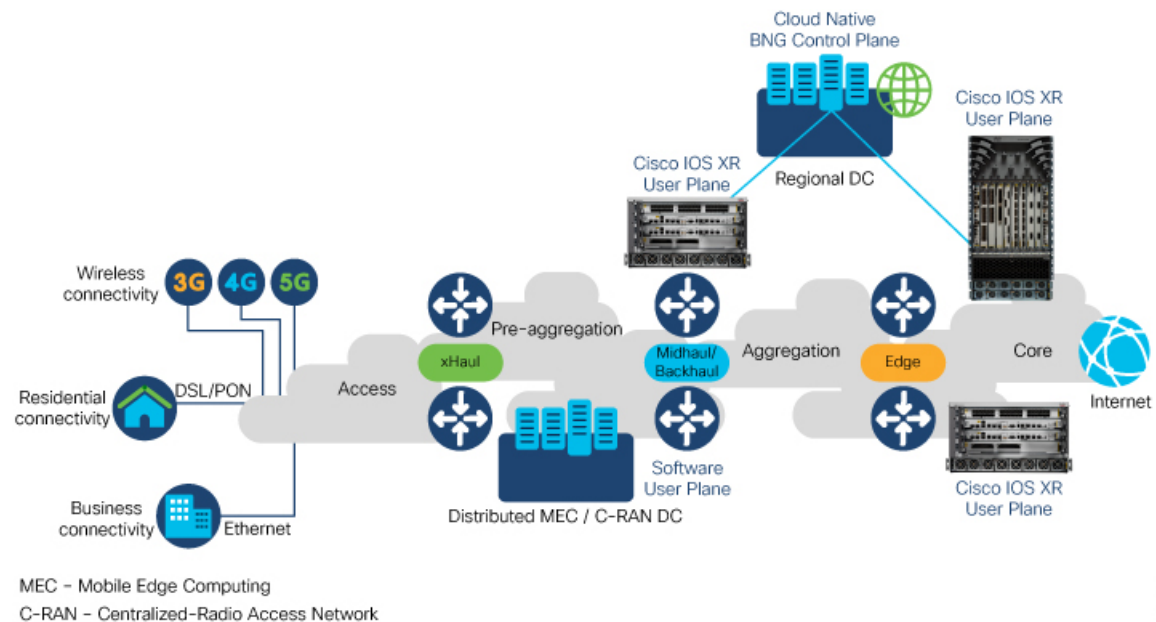 Cloud Native
BNG Control Plane
Cisco IOS XR
User Plane
Cisco IOS XR
User Plane
Regional DC
Wireless
connectivity
3G
4G
5G
Pre-aggregation
xHaul
Midhaul/
Backhaul
Aggregation
Edge
Core
Access
Residential
connectivity
DSL/PON
Internet
Software
User Plane
Cisco IOS XR
User Plane
Business
connectivity
Ethernet
Distributed MEC / C-RAN DC
MEC - Mobile Edge Computing
C-RAN - Centralized-Radio Access Network